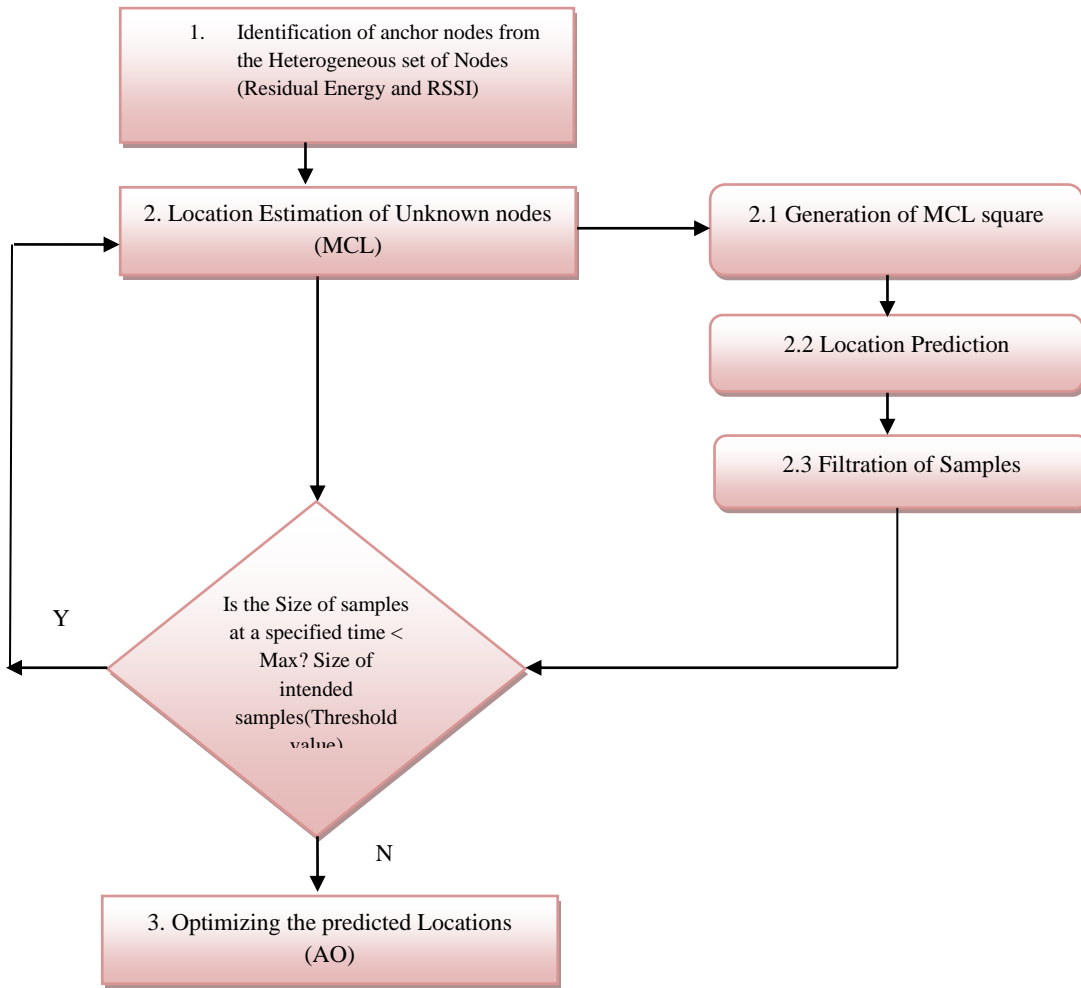 1. Identification of anchor nodes from
the Heterogeneous set of Nodes
(Residual Energy and RSSI)
2. Location Estimation of Unknown nodes
(MCL)
2.1 Generation of MCL square
2.2 Location Prediction
2.3 Filtration of Samples
Is the Size of samples
at a specified time <
Max? Size of
intended
samples(Threshold
value)
Y
N
3. Optimizing the predicted Locations
(AO)